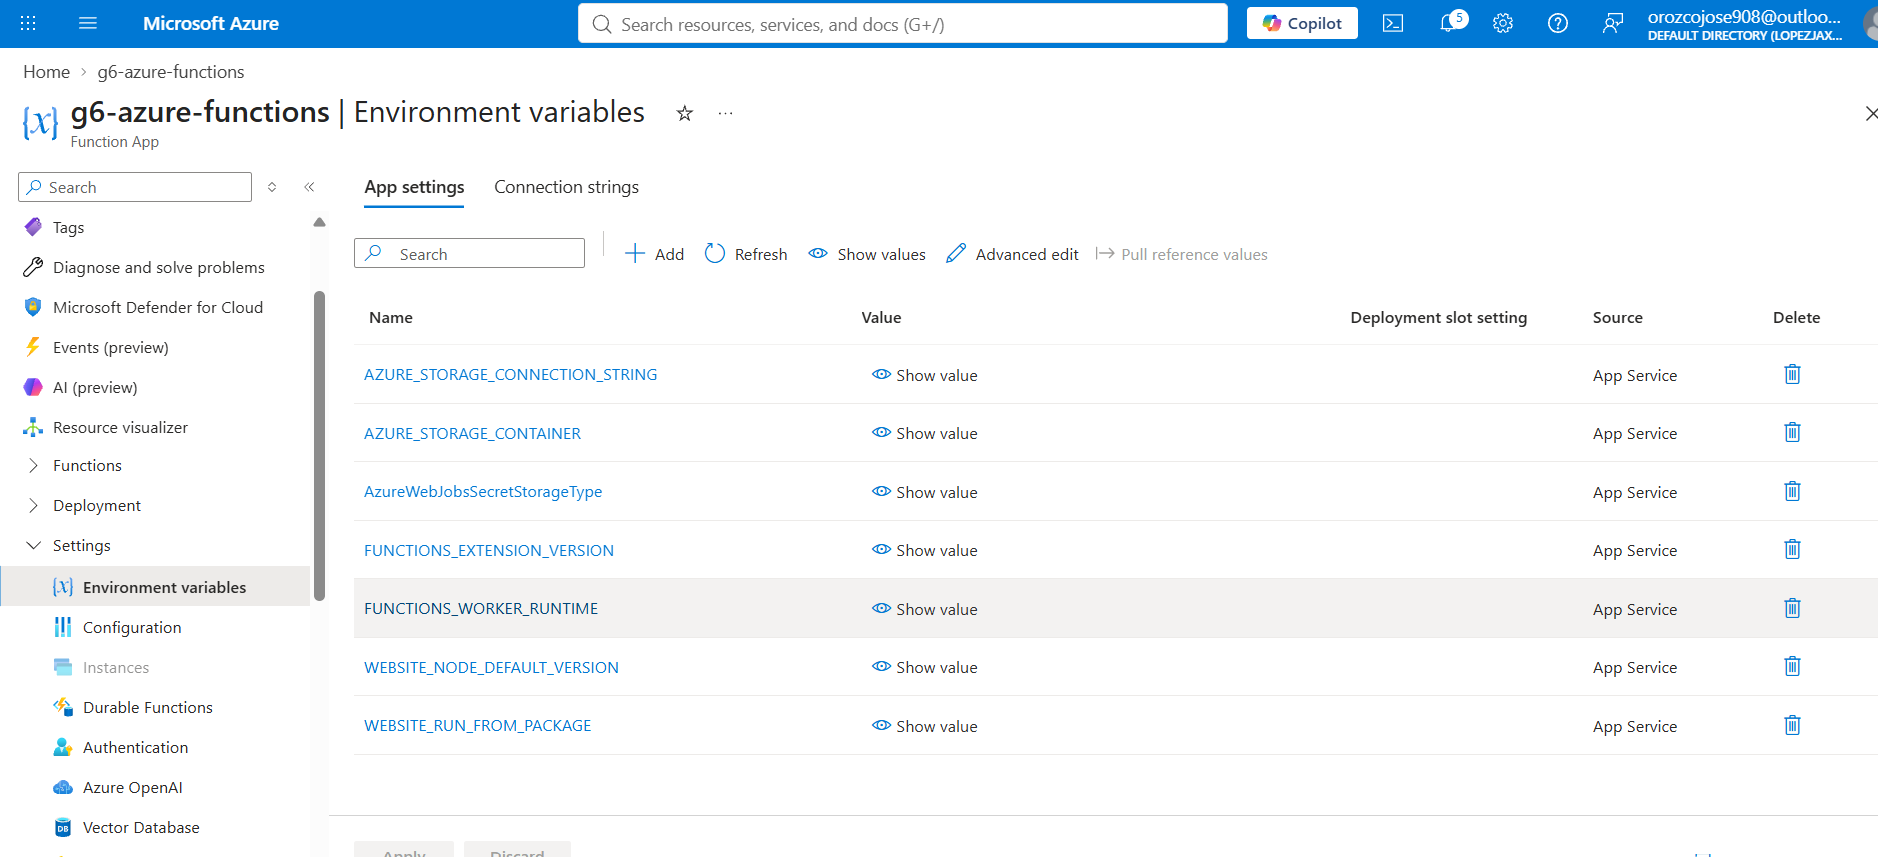 Microsoft Azure
Search resources, services, and docs (G+/)
Copilot
5
orozcojose908@outloo...
DEFAULT DIRECTORY (LOPEZJAX...
Home > g6-azure-functions
g6-azure-functions | Environment variables
Function App
Search
Tags
Diagnose and solve problems
Microsoft Defender for Cloud
Events (preview)
AI (preview)
Resource visualizer
Functions
Deployment
Settings
Environment variables
Configuration
Instances
Durable Functions
Authentication
Azure OpenAI
Vector Database
App settings Connection strings
Search Add Refresh Show values Advanced edit Pull reference values
Name Value Deployment slot setting Source Delete
AZURE_STORAGE_CONNECTION_STRING Show value App Service
AZURE_STORAGE_CONTAINER Show value App Service
AzureWebJobsSecretStorageType Show value App Service
FUNCTIONS_EXTENSION_VERSION Show value App Service
FUNCTIONS_WORKER_RUNTIME Show value App Service
WEBSITE_NODE_DEFAULT_VERSION Show value App Service
WEBSITE_RUN_FROM_PACKAGE Show value App Service
Apply Discard